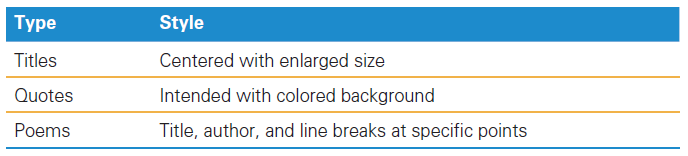 Type Style
Titles Centered with enlarged size
Quotes Intended with colored background
Poems Title, author, and line breaks at specific points